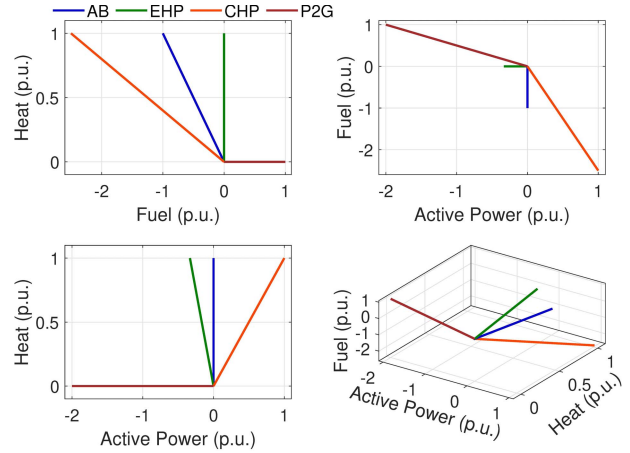 AB EHP CHP P2G
1
0.5
0
Heat (p.u.)
-2 -1 0 1
Fuel (p.u.)
1
0
-1
-2
Fuel (p.u.)
-2 -1 0 1
Active Power (p.u.)
1
0.5
0
Heat (p.u.)
-2 -1 0 1
Active Power (p.u.)
1
0
-1
-2
Fuel (p.u.)
-2 -1 0 1
Active Power (p.u.)
0 0.5 1
Heat (p.u.)